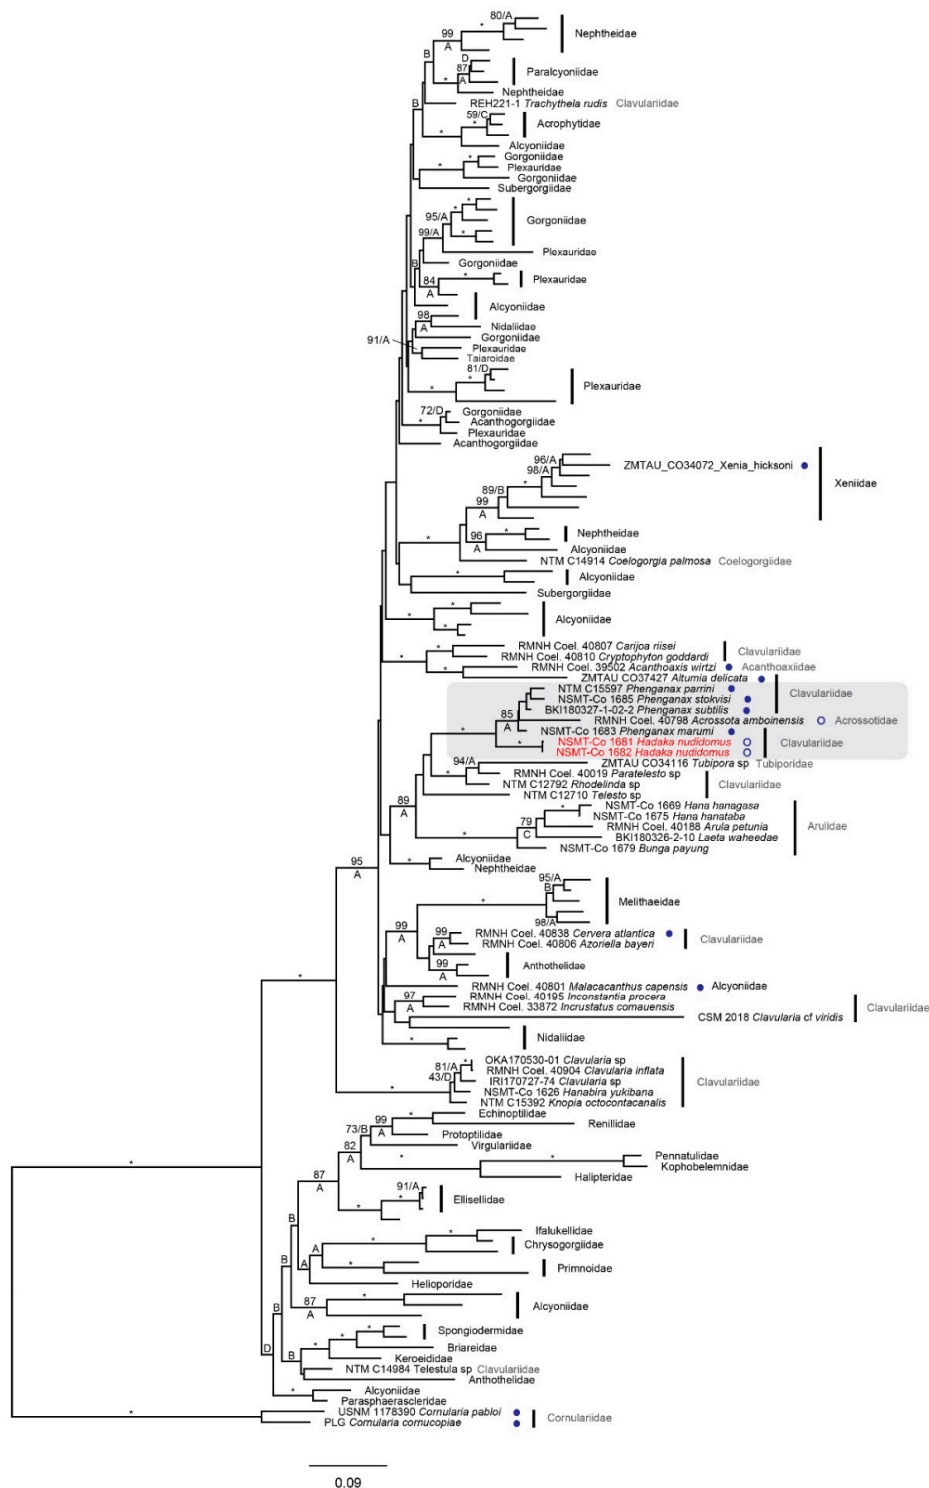 80/A
*
99
Nephtheidae
A
B
D
87
Paralcyoniidae
*
A
Nephtheidae
B
REH221-1 Trachythela rudis Clavulariidae
59/C
Acrophytidae
*
Alcyoniidae
*
Gorgoniidae
*
Plexauridae
Gorgoniidae
Subergorgiidae
*
*
95/A
Gorgoniidae
99/A
*
Plexauridae
B
Gorgoniidae
*
84
Plexauridae
A
Alcyoniidae
98
A
Nidaliidae
Gorgoniidae
91/A
Plexauridae
Taiaroidae
81/D
*
Plexauridae
*
72/D
Gorgoniidae
*
Acanthogorgiidae
Plexauridae
Acanthogorgiidae
96/A
ZMTAU_CO34072_Xenia_hicksoni
98/A
*
Xeniidae
89/B
99
A
*
Nephtheidae
96
*
A
Alcyoniidae
NTM C14914 Coelogorgia palmosa Coelogorgiidae
Alcyoniidae
Subergorgiidae
*
*
Alcyoniidae
*
*
RMNH Coel. 40807 Carijoa riisei
Clavulariidae
*
RMNH Coel. 40810 Cryptophyton goddardi
*
RMNH Coel. 39502 Acanthoaxis wirtzi Acanthoaxiidae
ZMTAU CO37427 Altumia delicata
NTM C15597 Phenganax parrini
Clavulariidae
NSMT-Co 1685 Phenganax stokvisi
*
BKI180327-1-02-2 Phenganax subtilis
85
RMNH Coel. 40798 Acrossota amboinensis Acrossotidae
A
NSMT-Co 1683 Phenganax marumi
*
NSMT-Co 1681 Hadaka nudidomus
Clavulariidae
NSMT-Co 1682 Hadaka nudidomus
94/A
ZMTAU CO34116 Tubipora sp Tubiporidae
RMNH Coel. 40019 Paratelesto sp
NTM C12792 Rhodelinda sp
Clavulariidae
NTM C12710 Telesto sp
89
A
*
NSMT-Co 1669 Hana hanagasa
NSMT-Co 1675 Hana hanataba
79
RMNH Coel. 40188 Arula petunia
Arulidae
*
C
BKI180326-2-10 Laeta waheedae
NSMT-Co 1679 Bunga payung
95
A
*
Alcyoniidae
Nephtheidae
95/A
B
*
Melithaeidae
98/A
99
A
99
RMNH Coel. 40838 Cervera atlantica
A
RMNH Coel. 40806 Azoriella bayeri
Clavulariidae
99
Anthothelidae
A
RMNH Coel. 40801 Malacacanthus capensis Alcyoniidae
*
97
RMNH Coel. 40195 Inconstantia procera
A
RMNH Coel. 33872 Incrustatus comauensis
Clavulariidae
CSM 2018 Clavularia cf viridis
*
Nidaliidae
*
OKA170530-01 Clavularia sp
81/A
RMNH Coel. 40904 Clavularia inflata
43/D
IRI170727-74 Clavularia sp
Clavulariidae
*
NSMT-Co 1626 Hanabira yukibana
NTM C15392 Knopia octocontacanalis
*
Echinoptilidae
99
Renillidae
73/B
A
Protoptilidae
82
Virgulariidae
A
*
*
Pennatulidae
Kophobelemnidae
Halipteridae
87
A
91/A
*
Ellisellidae
*
*
B
*
Ifalukellidae
A
*
Chrysogorgiidae
B
A
*
Primnoidae
Helioporidae
87
Alcyoniidae
A
B
*
Spongiodermidae
*
*
Briareidae
D
B
Keroeididae
NTM C14984 Telestula sp Clavulariidae
Anthothelidae
*
Alcyoniidae
Parasphaerascleridae
*
USNM 1178390 Cornularia pabloi
Cornulariidae
PLG Cornularia cornucopiae
0.09